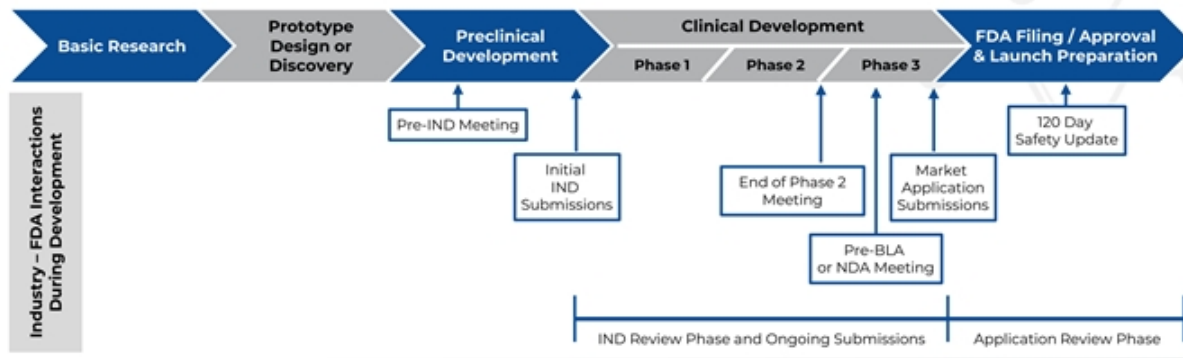 Basic Research
Prototype
Design or
Discovery
Preclinical
Development
Clinical Development
Phase 1
Phase 2
Phase 3
FDA Filing / Approval
& Launch Preparation
Industry – FDA Interactions
During Development
Pre-IND Meeting
Initial
IND
Submissions
End of Phase 2
Meeting
Pre-BLA
or NDA Meeting
Market
Application
Submissions
120 Day
Safety Update
IND Review Phase and Ongoing Submissions
Application Review Phase